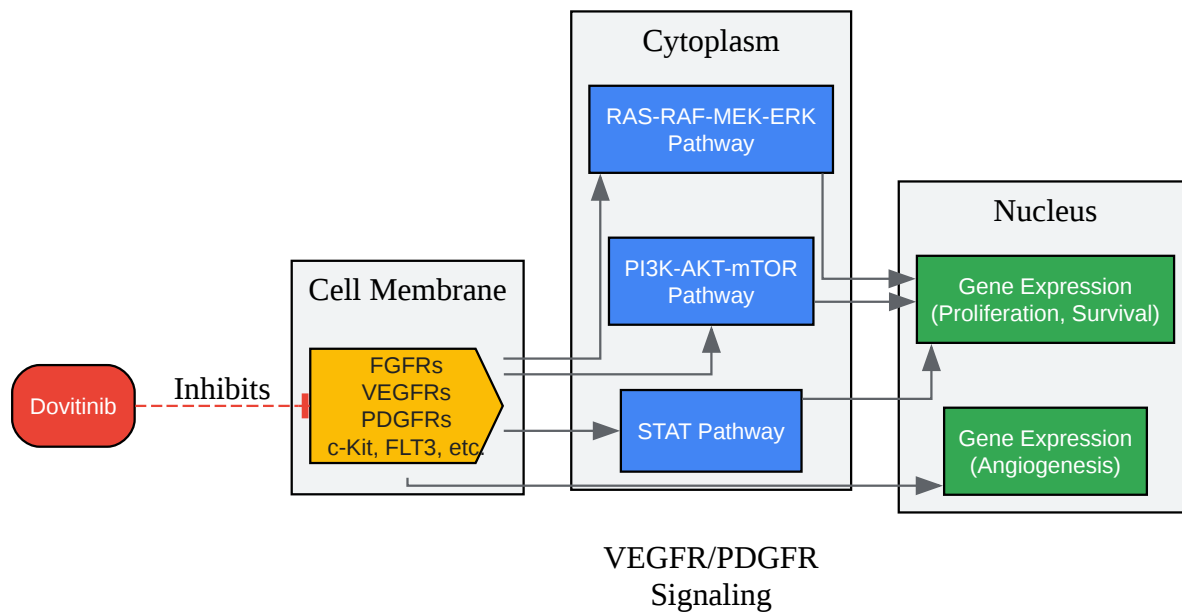 Dovitinib
Inhibits
Cell Membrane
FGFRs
VEGFRs
PDGFRs
c-Kit, FLT3, etc.
Cytoplasm
RAS-RAF-MEK-ERK
Pathway
PI3K-AKT-mTOR
Pathway
STAT Pathway
Nucleus
Gene Expression
(Proliferation, Survival)
Gene Expression
(Angiogenesis)
VEGFR/PDGFR
Signaling